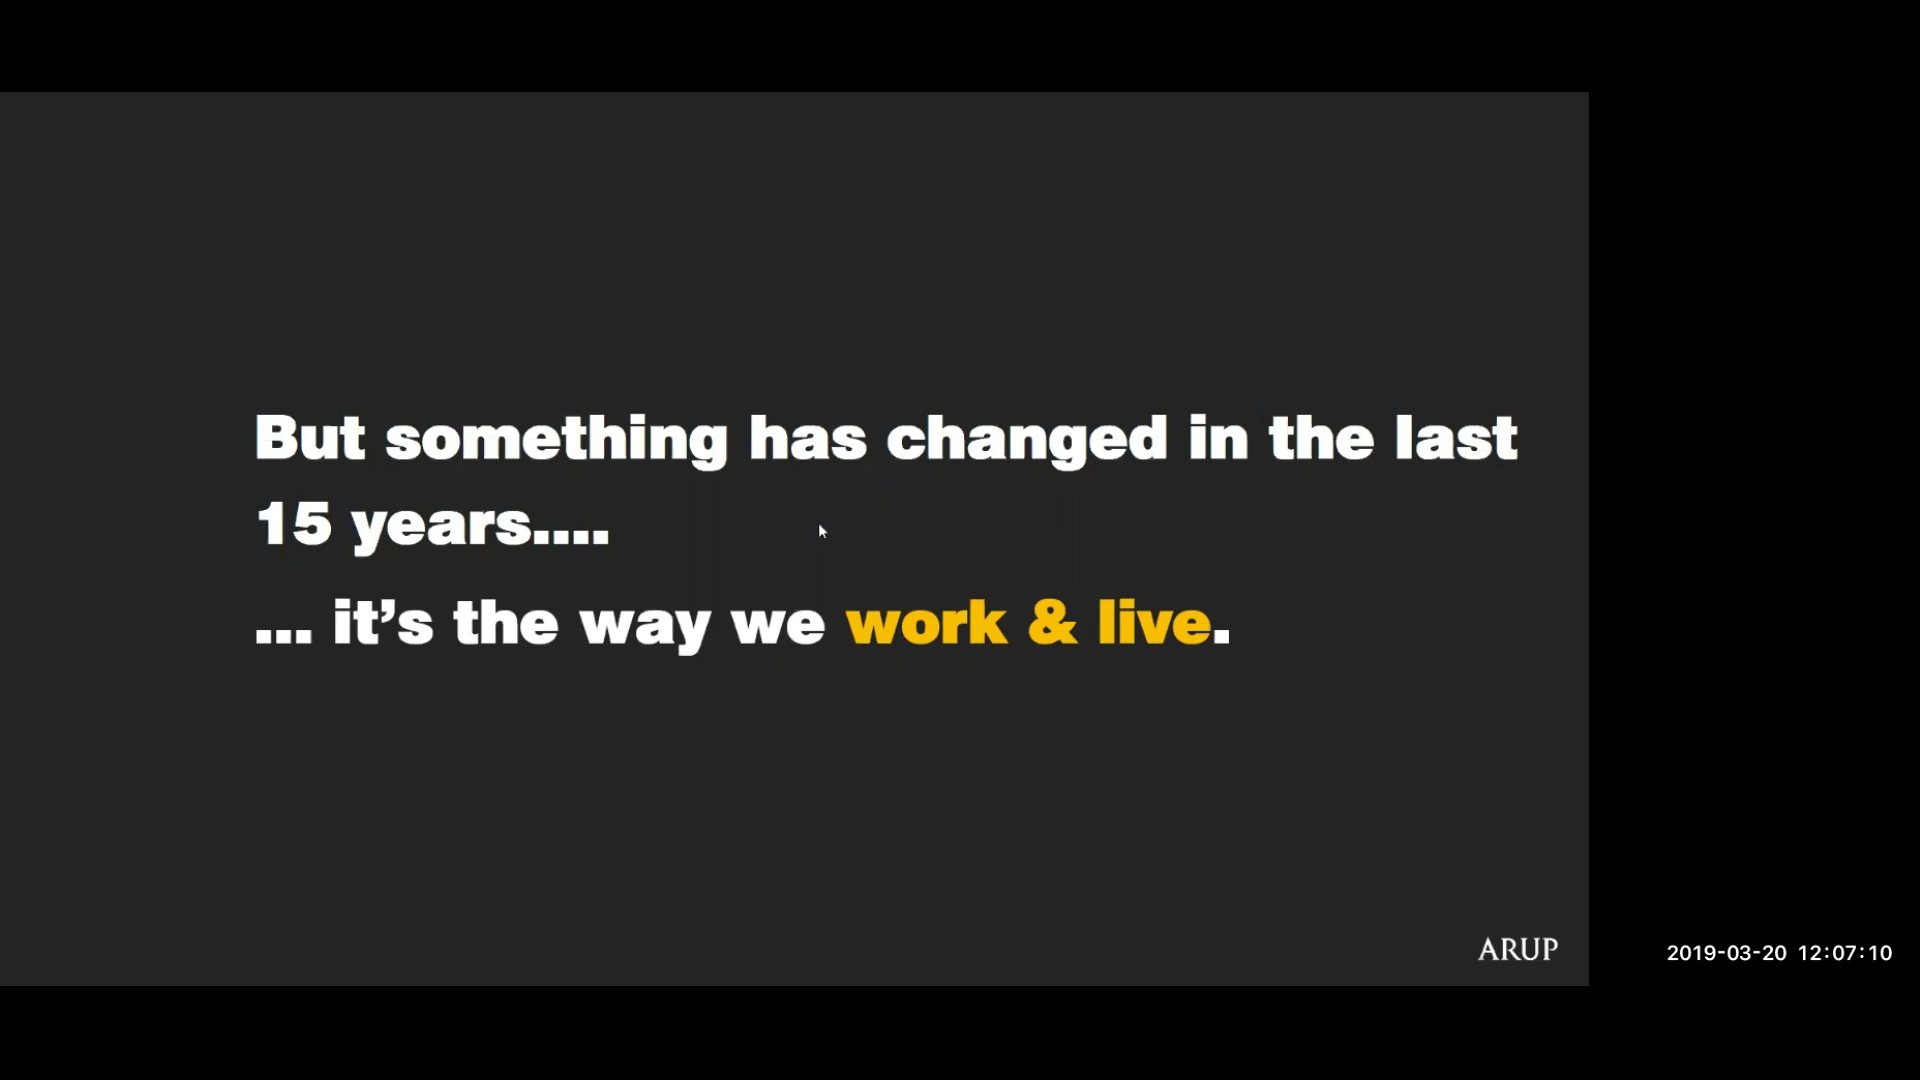 But something has changed in the last
15 years....
... it’s the way we work & live.
ARUP
2019-03-20 12:07:10